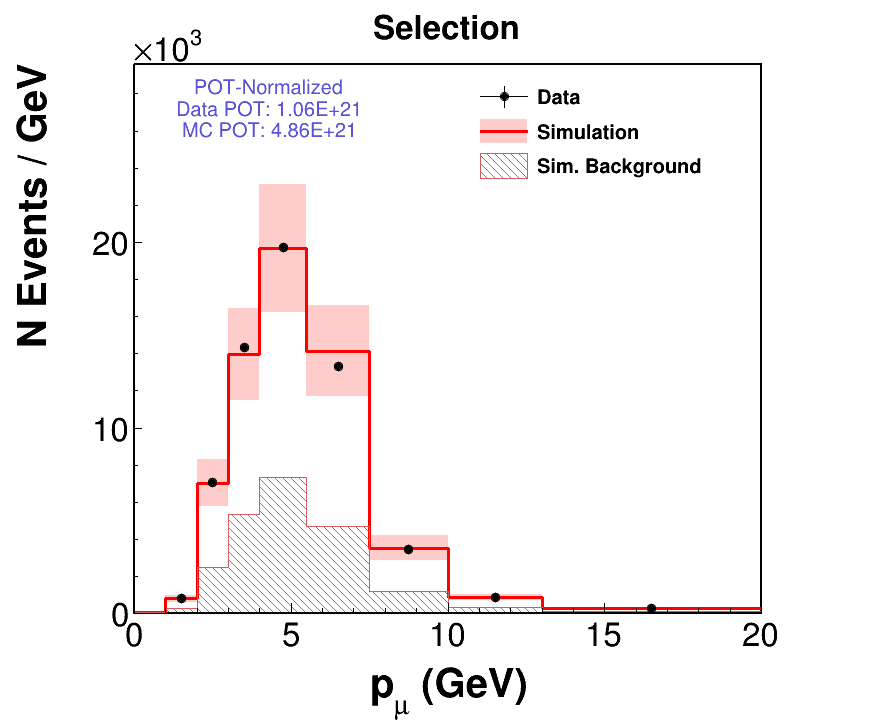 Selection
×10³
POT-Normalized
Data POT: 1.06E+21
MC POT: 4.86E+21
Data
Simulation
Sim. Background
N Events / GeV
20
10
0
0 5 10 15 20
pμ (GeV)